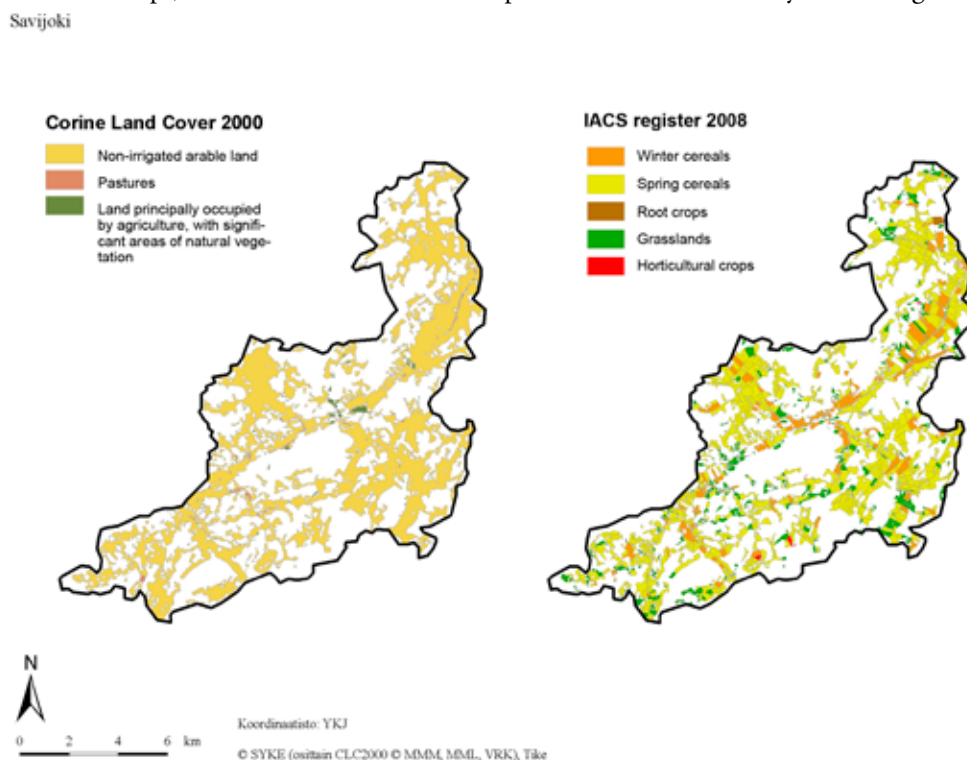 Savijoki
Corine Land Cover 2000
Non-irrigated arable land
Pastures
Land principally occupied
by agriculture, with signifi-
cant areas of natural vege-
tation
IACS register 2008
Winter cereals
Spring cereals
Root crops
Grasslands
Horticultural crops
N
0 2 4 6 km
Koordinaatisto: YKJ
© SYKE (osittain CLC2000 © MMM, MML, VRK), Tike